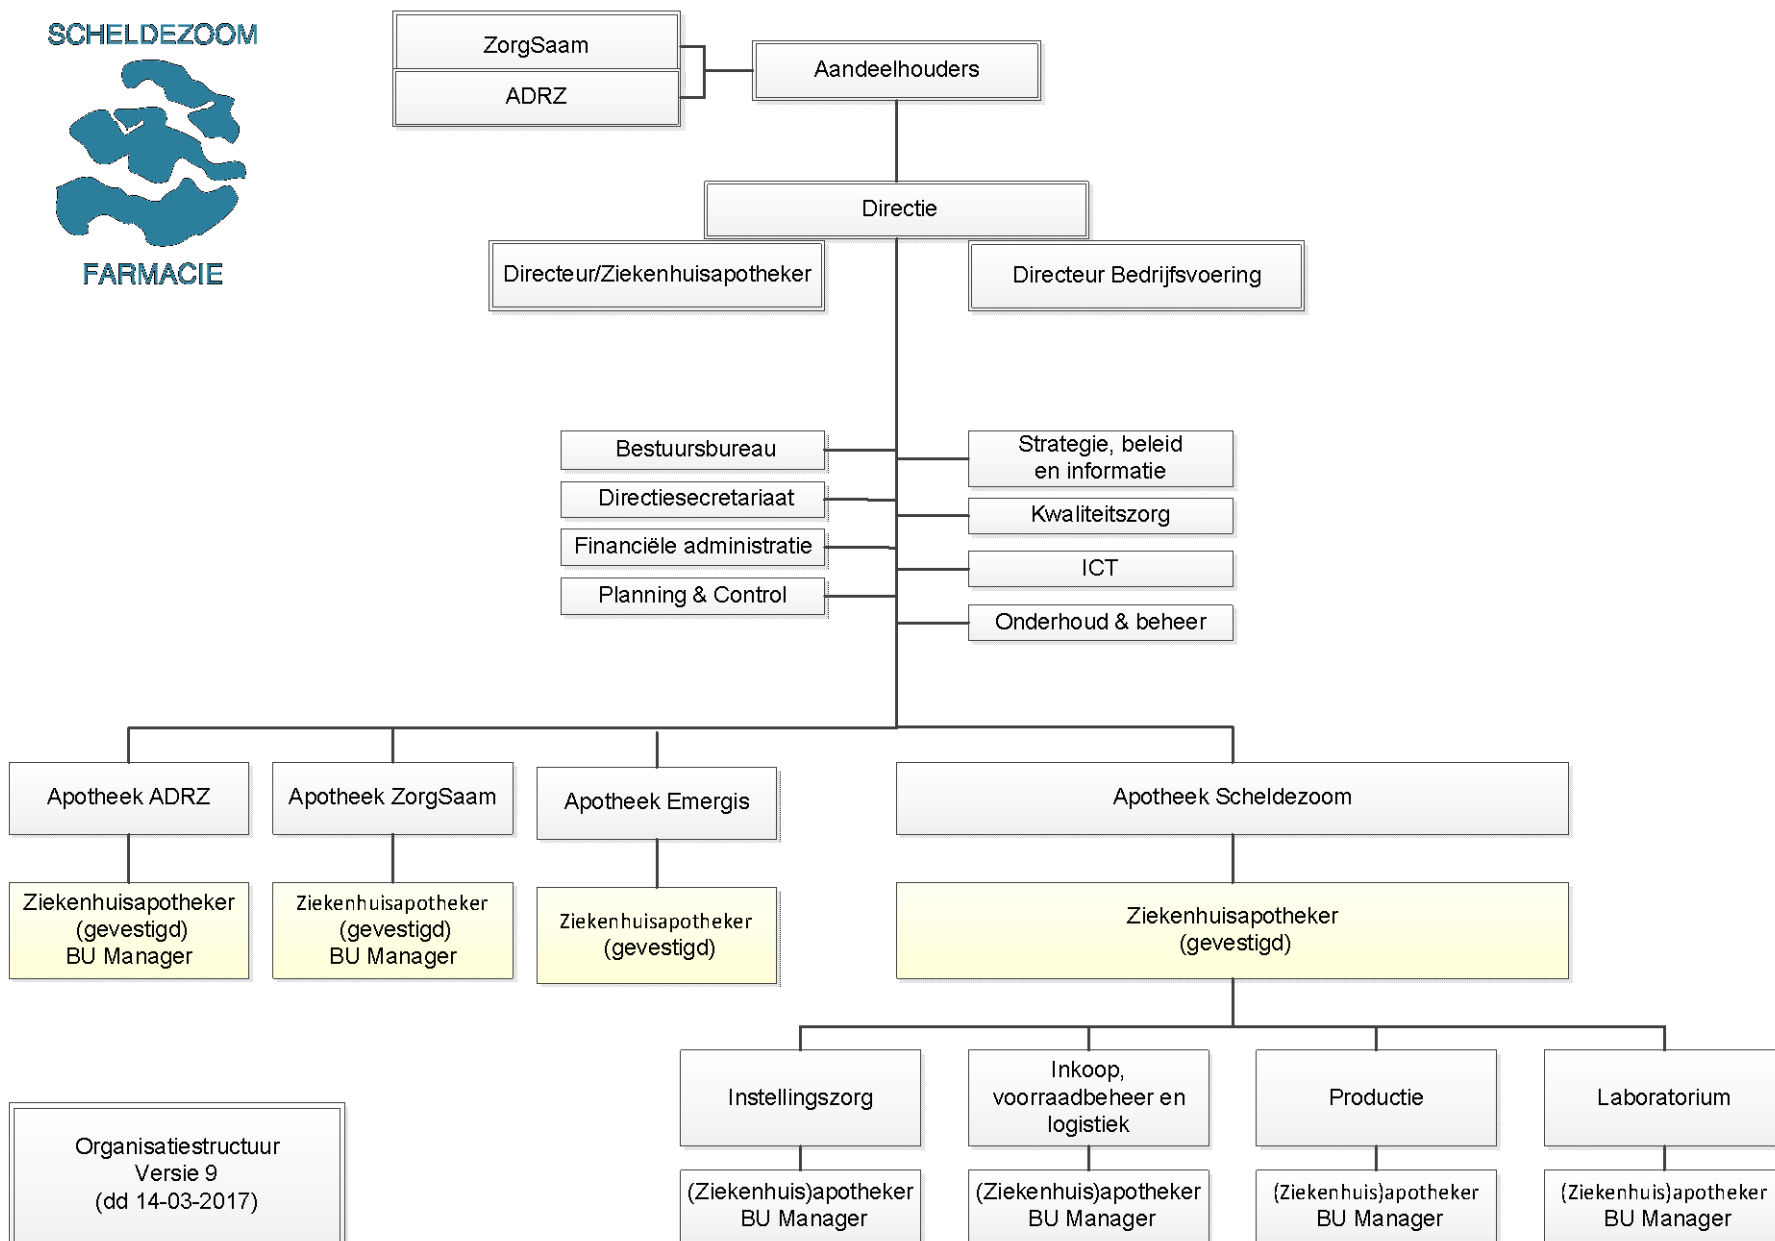 SCHELDEZOOM
FARMACIE
ZorgSaam
ADRZ
Aandeelhouders
Directie
Directeur/Ziekenhuisapotheker
Directeur Bedrijfsvoering
Bestuursbureau
Directiesecretariaat
Financiële administratie
Planning & Control
Strategie, beleid
en informatie
Kwaliteitszorg
ICT
Onderhoud & beheer
Apotheek ADRZ
Apotheek ZorgSaam
Apotheek Emergis
Apotheek Scheldezoom
Ziekenhuisapotheker
(gevestigd)
BU Manager
Ziekenhuisapotheker
(gevestigd)
BU Manager
Ziekenhuisapotheker
(gevestigd)
Ziekenhuisapotheker
(gevestigd)
Instellingszorg
Inkoop,
voorraadbeheer en
logistiek
Productie
Laboratorium
(Ziekenhuis)apotheker
BU Manager
(Ziekenhuis)apotheker
BU Manager
(Ziekenhuis)apotheker
BU Manager
(Ziekenhuis)apotheker
BU Manager
Organisatiestructuur
Versie 9
(dd 14-03-2017)